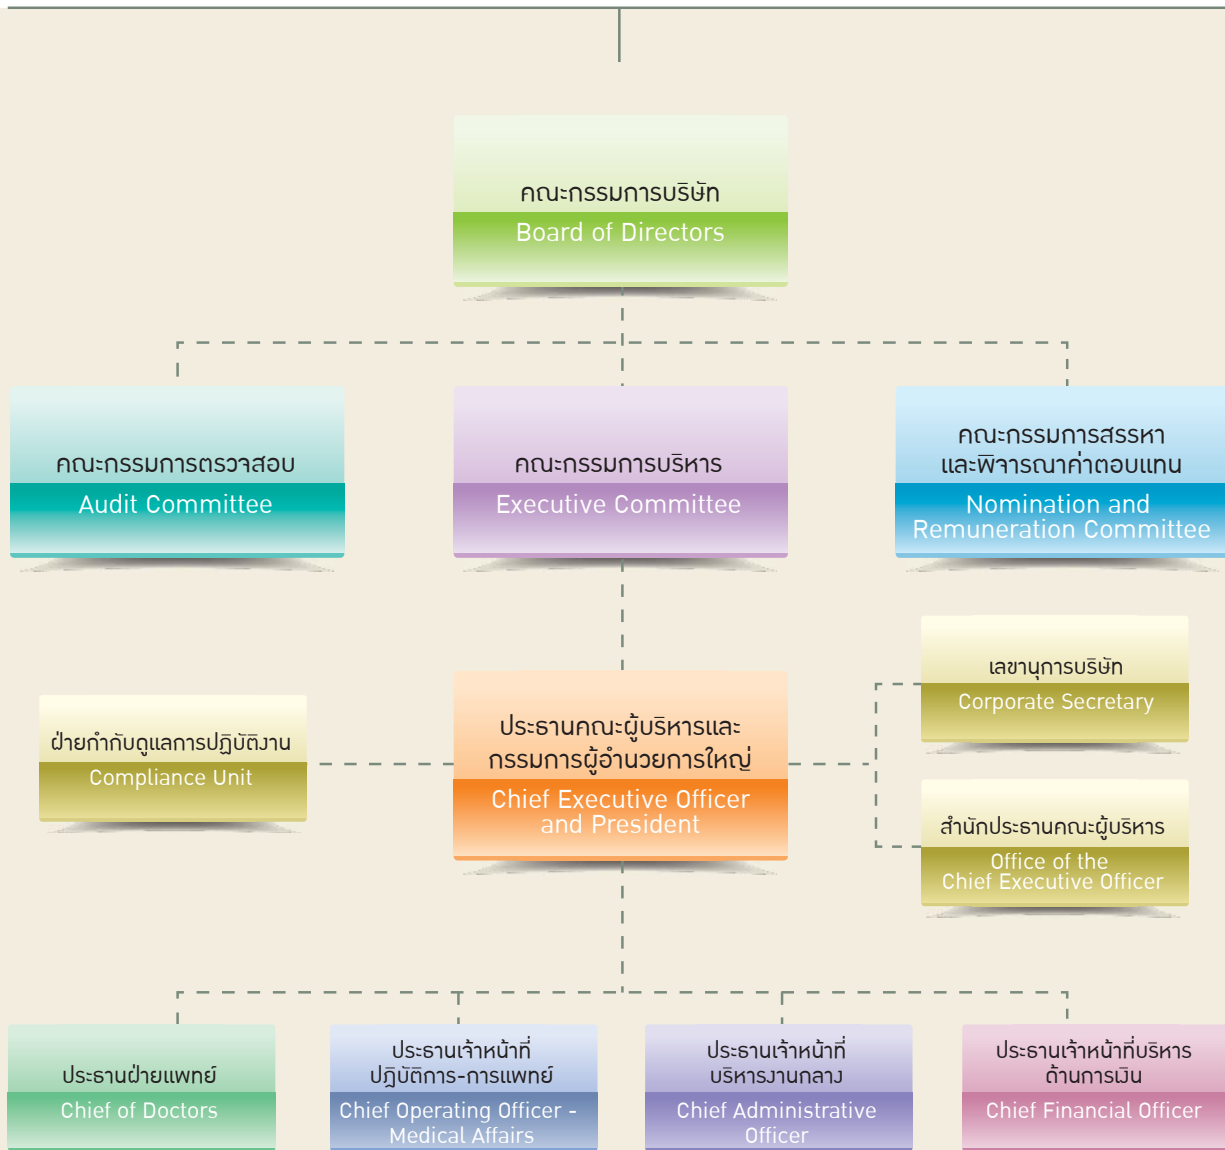 คณะกรรมการบริษัท
Board of Directors
คณะกรรมการตรวจสอบ
Audit Committee
คณะกรรมการบริหาร
Executive Committee
คณะกรรมการสรรหา
และพิจารณาค่าตอบแทน
Nomination and
Remuneration Committee
ฝ่ายกำกับดูแลการปฏิบัติงาน
Compliance Unit
ประธานคณะผู้บริหารและ
กรรมการผู้อำนวยการใหญ่
Chief Executive Officer
and President
เลขานุการบริษัท
Corporate Secretary
สำนักประธานคณะผู้บริหาร
Office of the
Chief Executive Officer
ประธานฝ่ายแพทย์
Chief of Doctors
ประธานเจ้าหน้าที่
ปฏิบัติการ-การแพทย์
Chief Operating Officer -
Medical Affairs
ประธานเจ้าหน้าที่
บริหารงานกลาง
Chief Administrative
Officer
ประธานเจ้าหน้าที่บริหาร
ด้านการเงิน
Chief Financial Officer